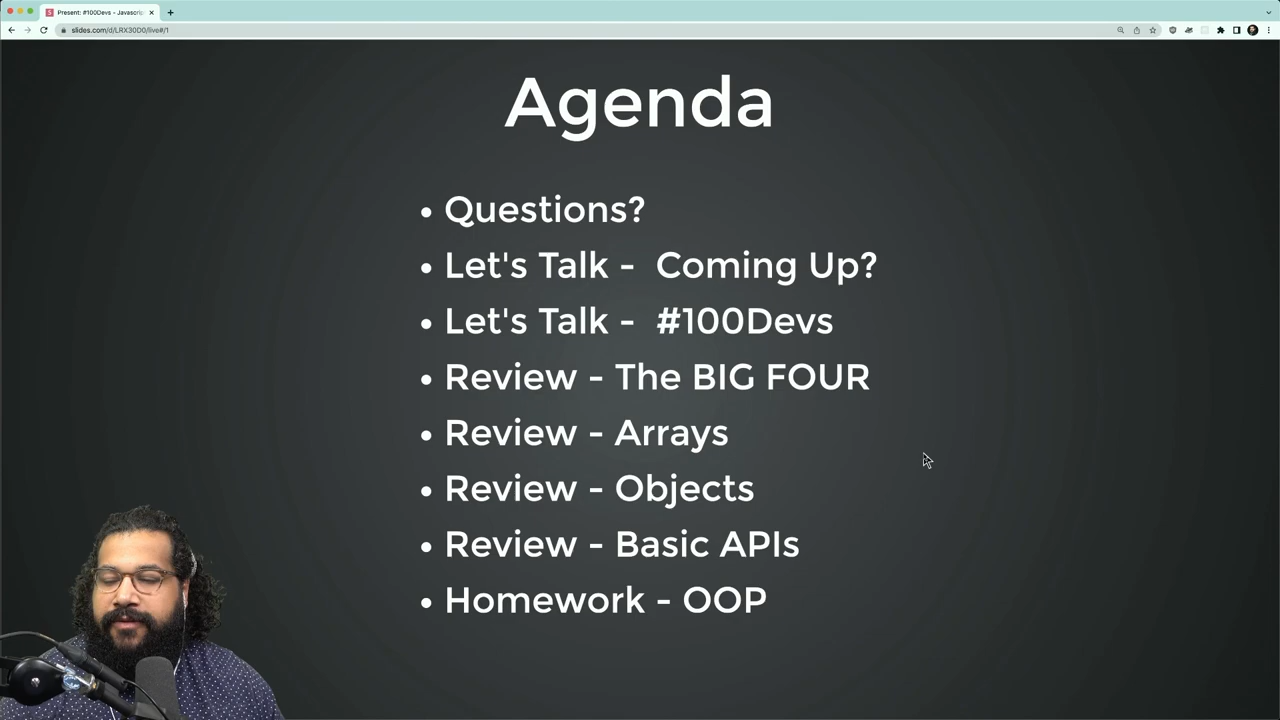 Present: #100Devs - Javascrip
slides.com/d/LRX30D0/live#/1
Agenda
• Questions?
• Let's Talk - Coming Up?
• Let's Talk - #100Devs
• Review - The BIG FOUR
• Review - Arrays
• Review - Objects
• Review - Basic APIs
• Homework - OOP